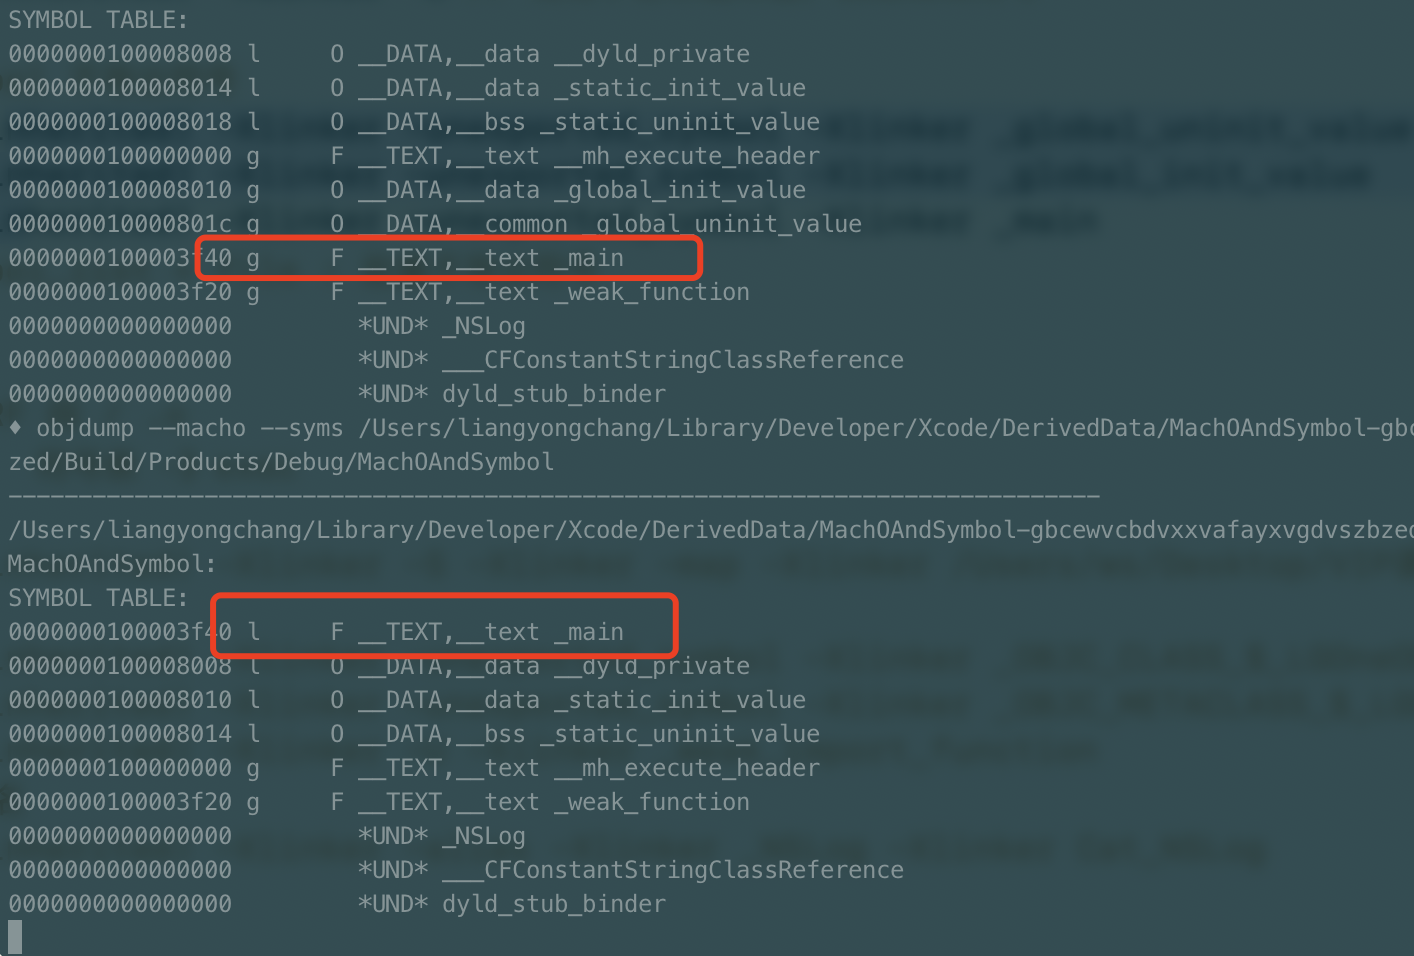 SYMBOL TABLE:
0000000100008008 l     O __DATA,__data __dyld_private
0000000100008014 l     O __DATA,__data _static_init_value
0000000100008018 l     O __DATA,__bss _static_uninit_value
0000000100000000 g     F __TEXT,__text __mh_execute_header
0000000100008010 g     O __DATA,__data _global_init_value
000000010000801c g     O __DATA,__common _global_uninit_value
0000000100003f40 g     F __TEXT,__text _main
0000000100003f20 g     F __TEXT,__text _weak_function
0000000000000000         *UND* _NSLog
0000000000000000         *UND* ___CFConstantStringClassReference
0000000000000000         *UND* dyld_stub_binder
♦ objdump --macho --syms /Users/liangyongchang/Library/Developer/Xcode/DerivedData/MachOAndSymbol-gbc
zed/Build/Products/Debug/MachOAndSymbol
------------------------------------------------------------------------------
/Users/liangyongchang/Library/Developer/Xcode/DerivedData/MachOAndSymbol-gbcewvcbdvxxvafayxvgdvszbzed
MachOAndSymbol:
SYMBOL TABLE:
0000000100003f40 l     F __TEXT,__text _main
0000000100008008 l     O __DATA,__data __dyld_private
0000000100008010 l     O __DATA,__data _static_init_value
0000000100008014 l     O __DATA,__bss _static_uninit_value
0000000100000000 g     F __TEXT,__text __mh_execute_header
0000000100003f20 g     F __TEXT,__text _weak_function
0000000000000000         *UND* _NSLog
0000000000000000         *UND* ___CFConstantStringClassReference
0000000000000000         *UND* dyld_stub_binder